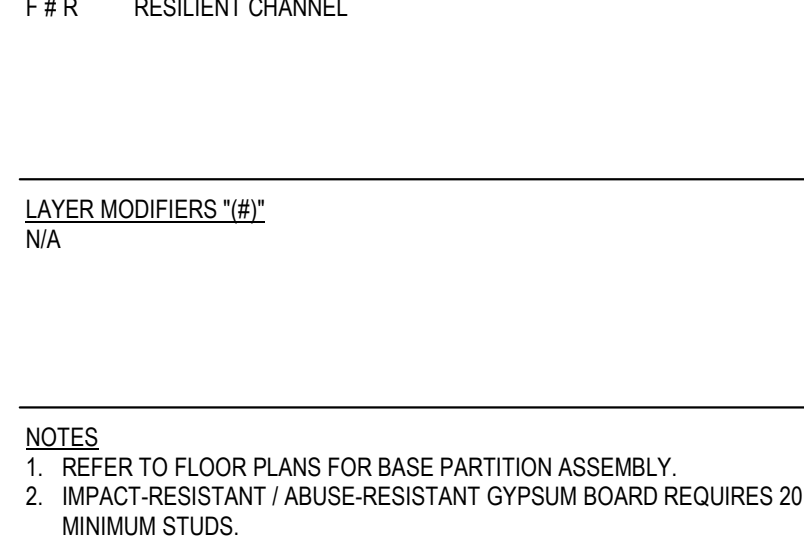 F # R RESILIENT CHANNEL
LAYER MODIFIERS "(#)"
N/A
NOTES
1. REFER TO FLOOR PLANS FOR BASE PARTITION ASSEMBLY.
2. IMPACT-RESISTANT / ABUSE-RESISTANT GYPSUM BOARD REQUIRES 20
MINIMUM STUDS.